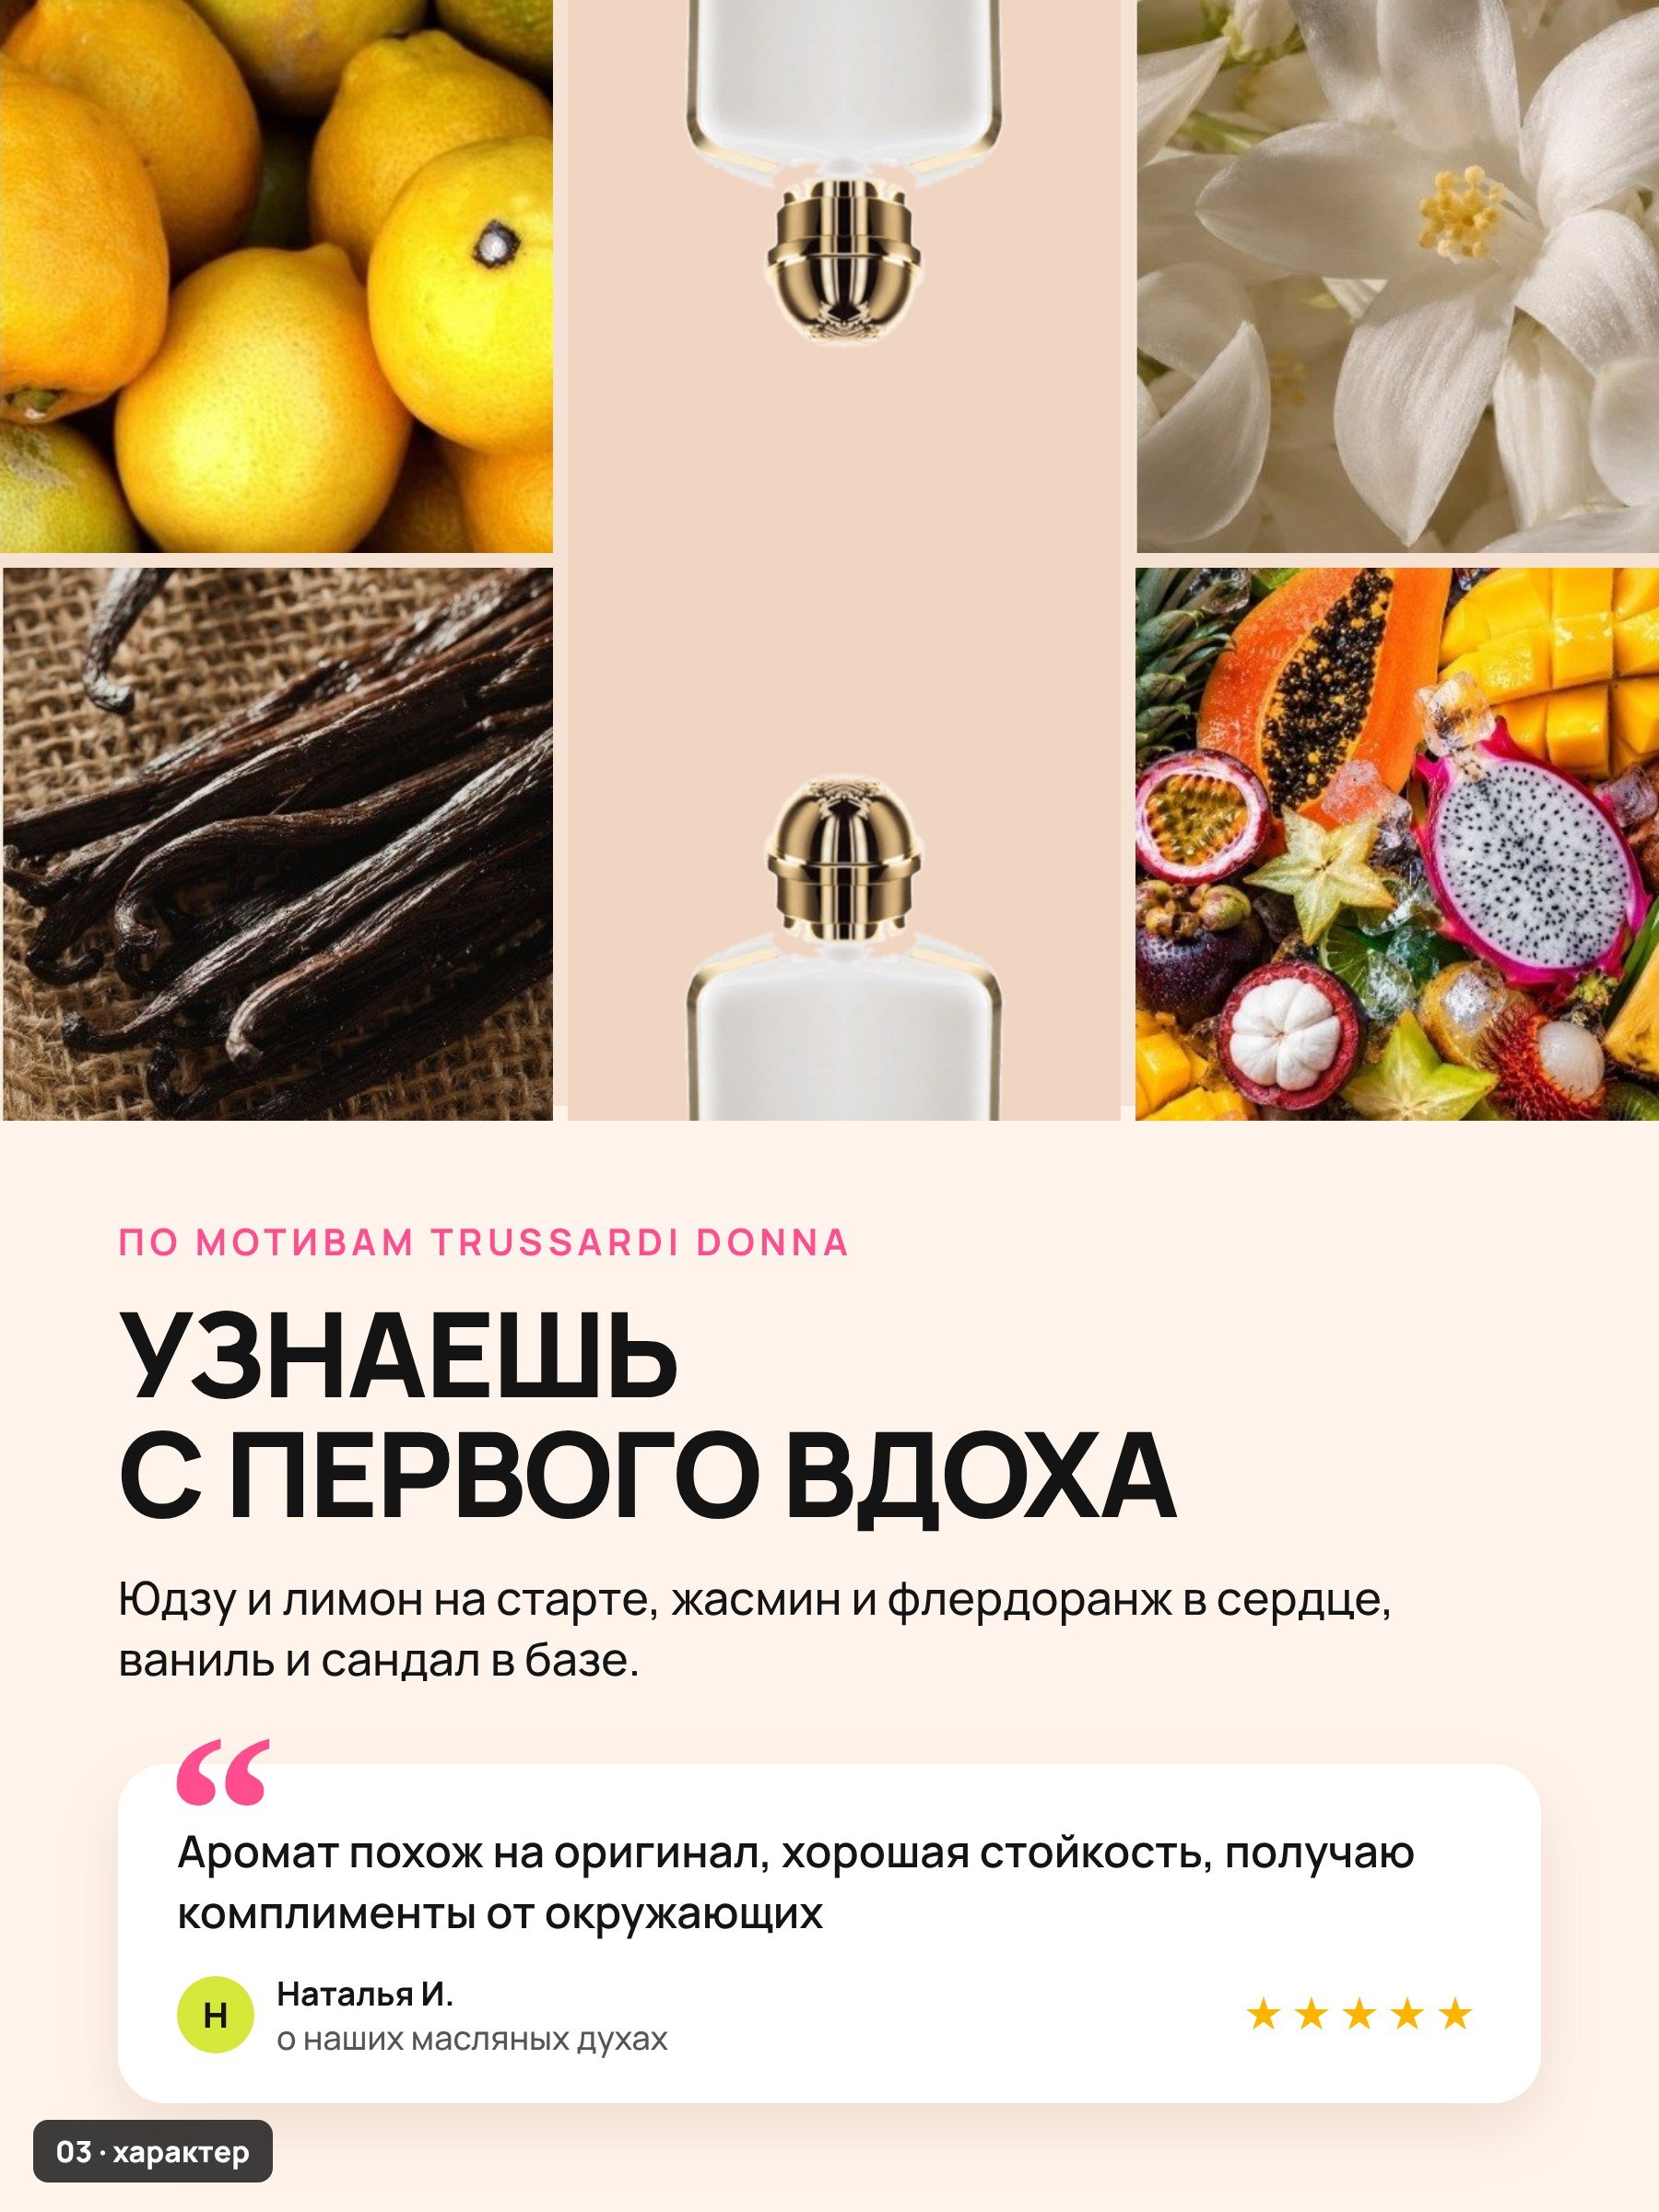 ПО МОТИВАМ TRUSSARDI DONNA
УЗНАЕШЬ
С ПЕРВОГО ВДОХА
Юдзу и лимон на старте, жасмин и флердоранж в сердце,
ваниль и сандал в базе.
“
Аромат похож на оригинал, хорошая стойкость, получаю
комплименты от окружающих
Н
Наталья И.
о наших масляных духах
★★★★★
03 · характер